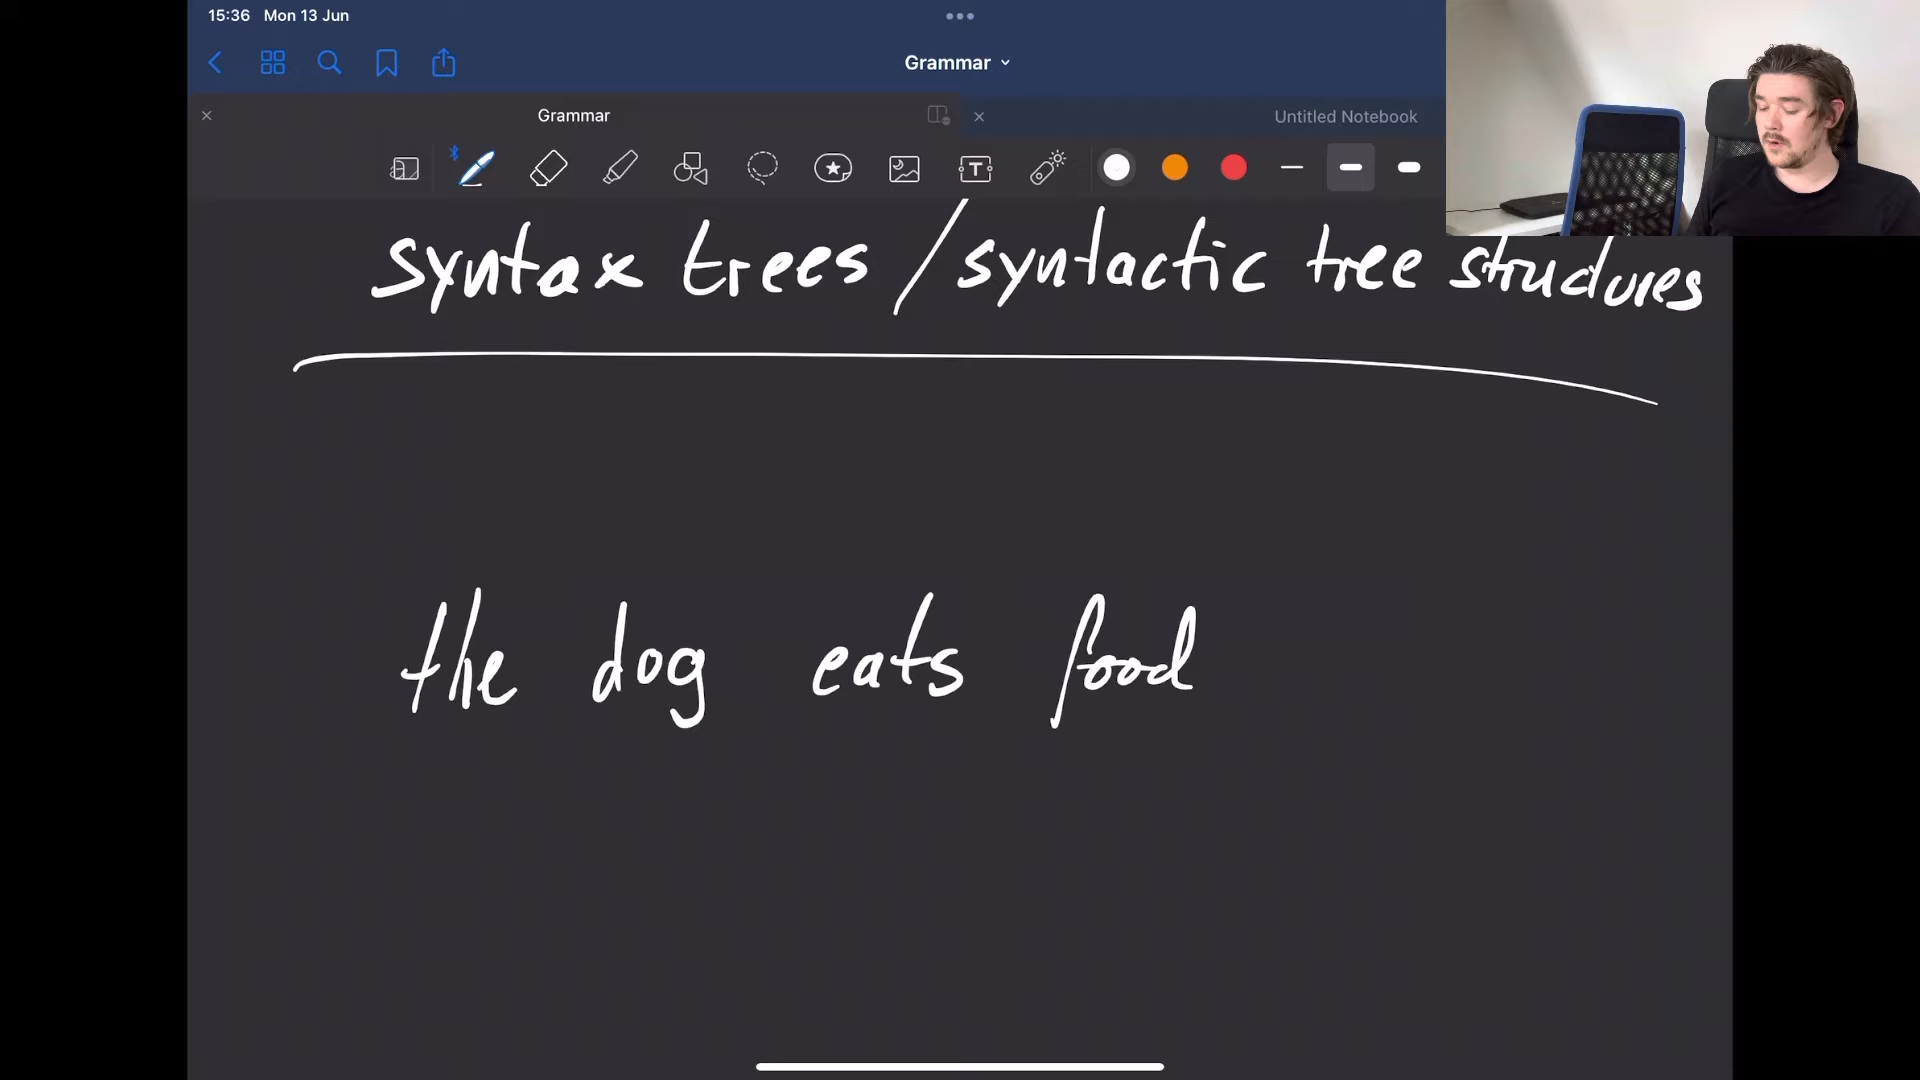 15:36 Mon 13 Jun
Grammar
Grammar
Untitled Notebook
T
syntax trees / syntactic tree structures
the dog eats food